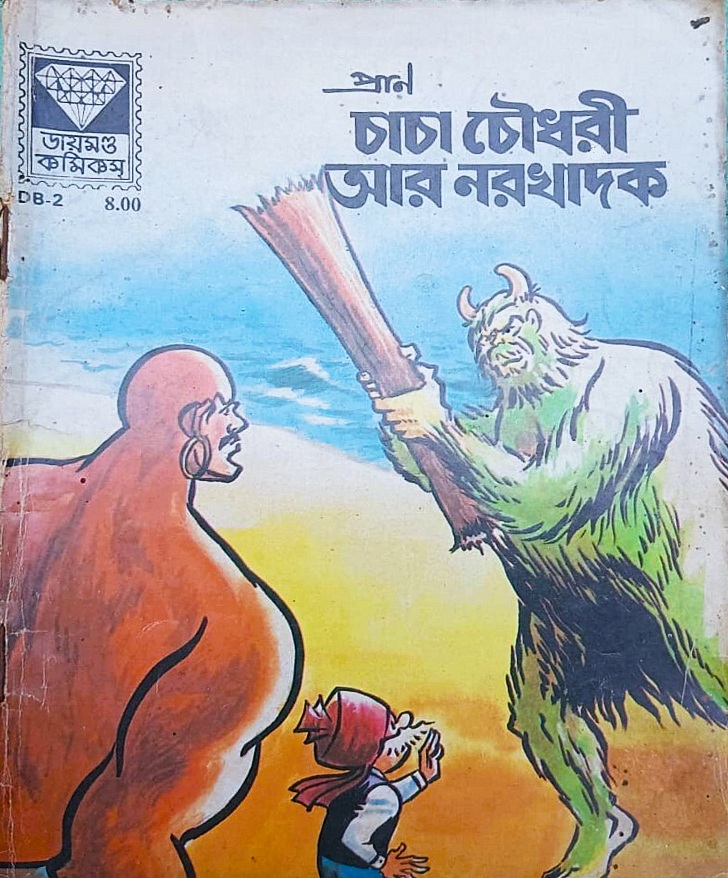 ডায়মণ্ড
কমিকস্
DB-2 8.00
প্রাণ
চাচা চৌধরী
আর নরখাদক